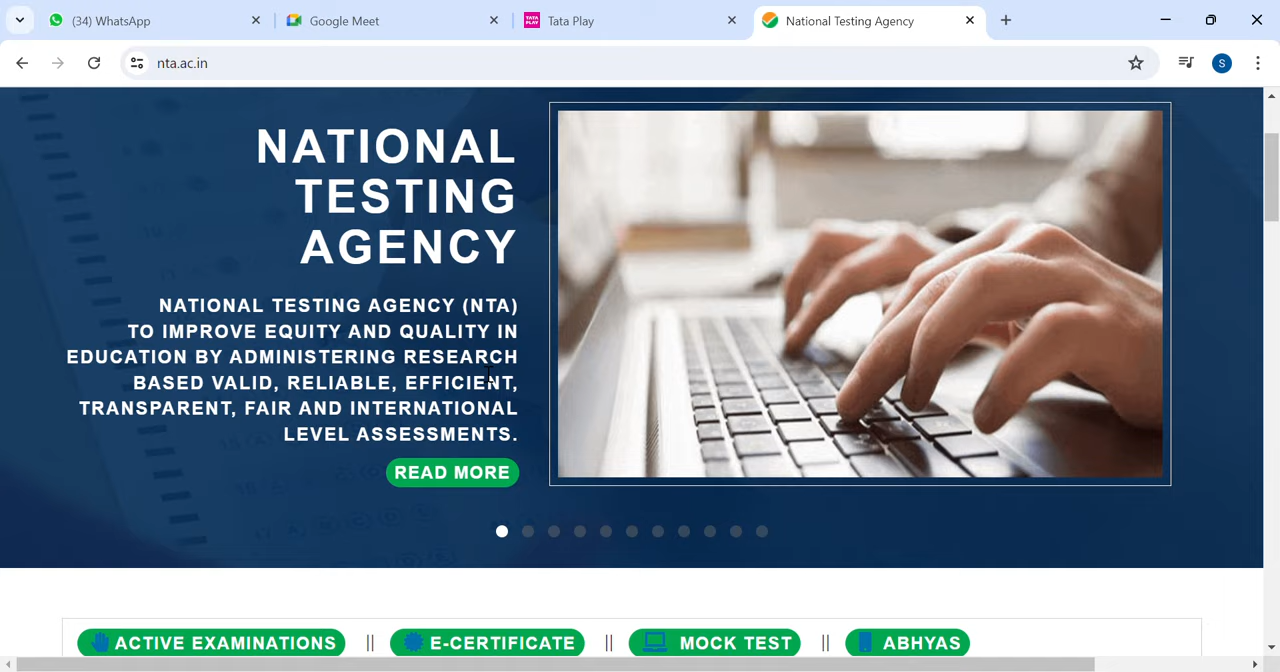 (34) WhatsApp
Google Meet
TATA PLAY
Tata Play
National Testing Agency
nta.ac.in
S
NATIONAL
TESTING
AGENCY
NATIONAL TESTING AGENCY (NTA)
TO IMPROVE EQUITY AND QUALITY IN
EDUCATION BY ADMINISTERING RESEARCH
BASED VALID, RELIABLE, EFFICIENT,
TRANSPARENT, FAIR AND INTERNATIONAL
LEVEL ASSESSMENTS.
READ MORE
ACTIVE EXAMINATIONS || E-CERTIFICATE || MOCK TEST || ABHYAS